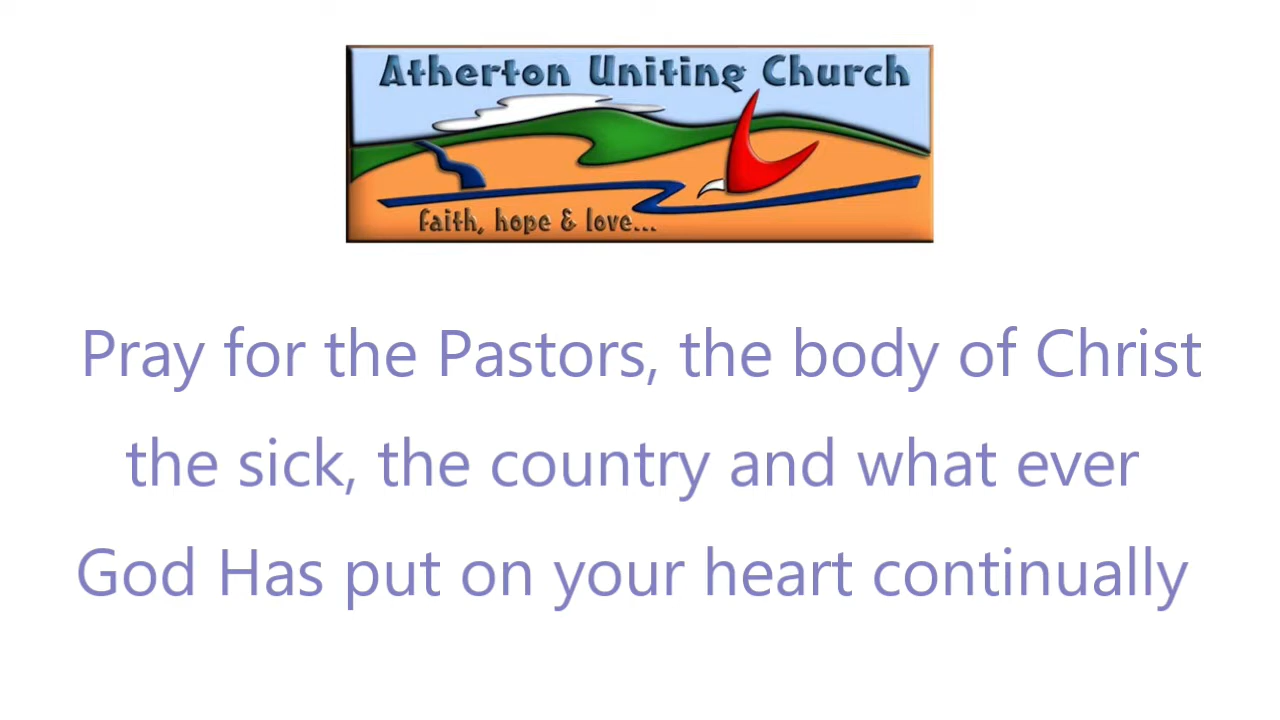 Atherton Uniting Church
faith, hope & love...
Pray for the Pastors, the body of Christ
the sick, the country and what ever
God Has put on your heart continually